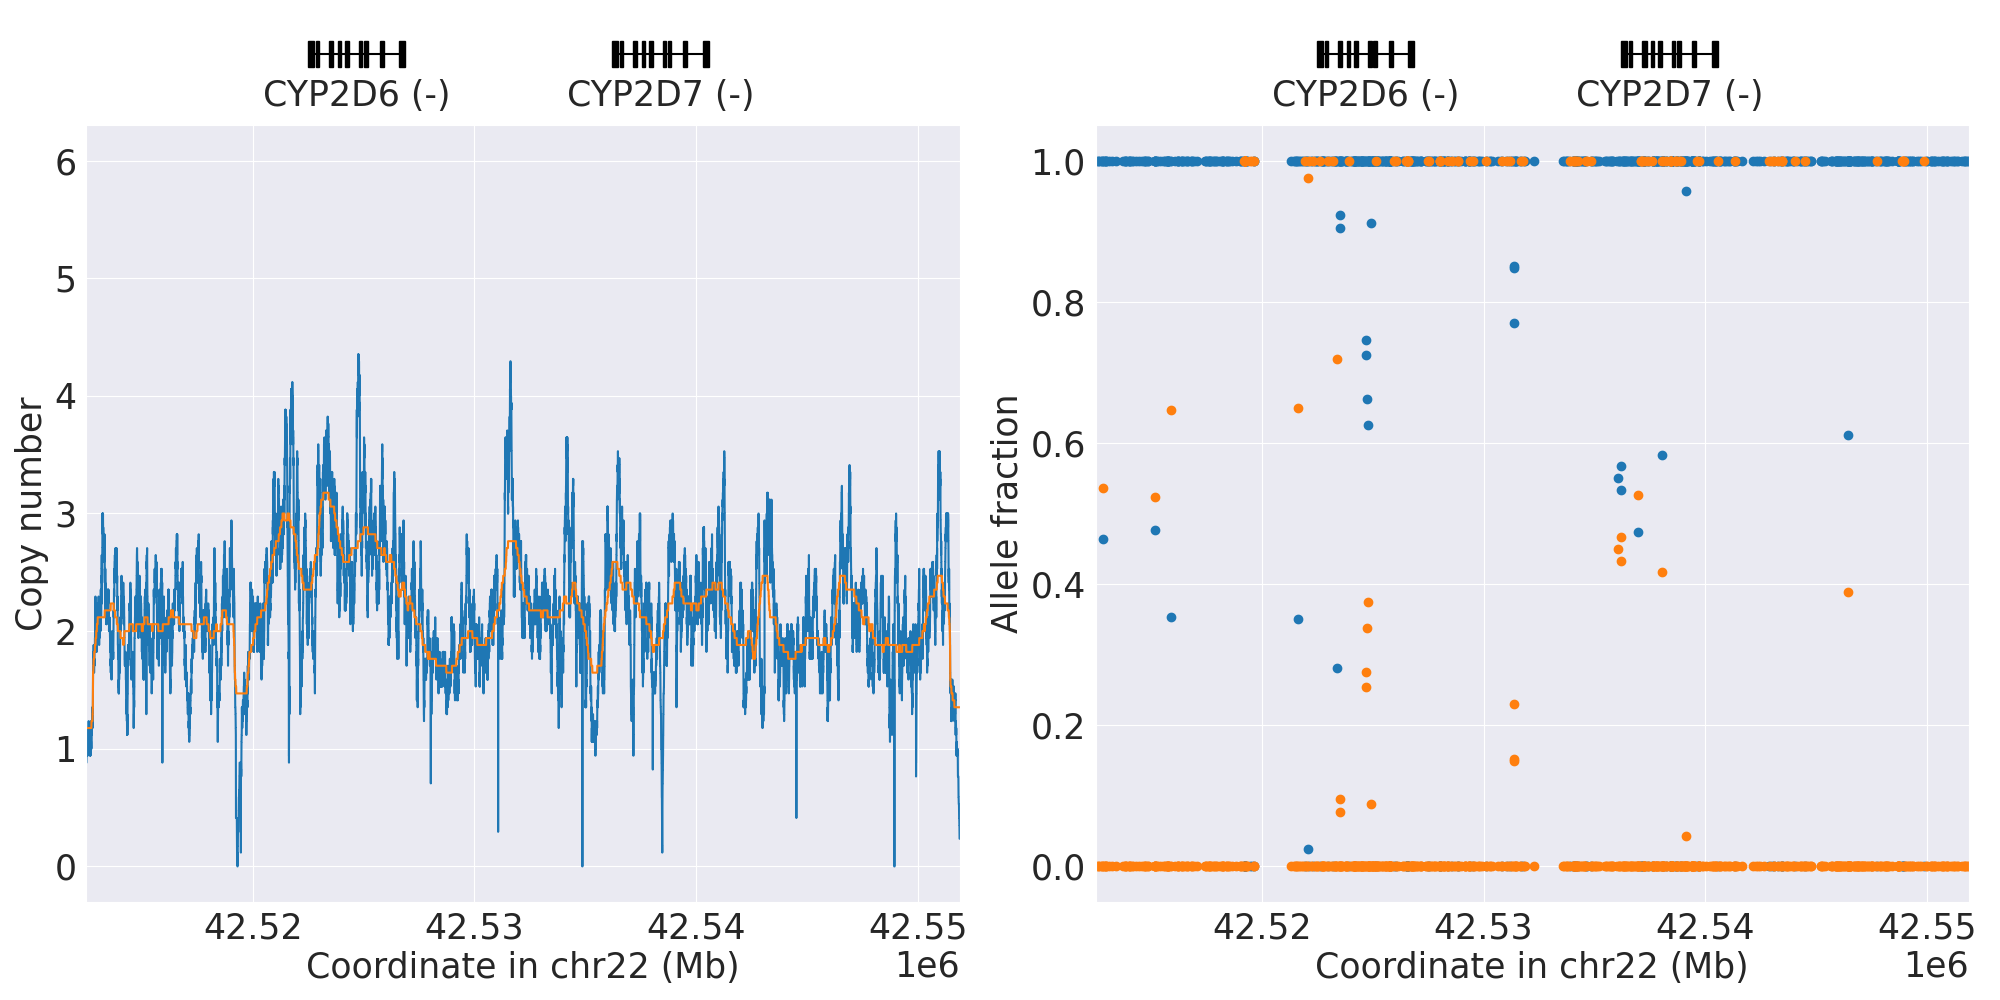 CYP2D6 (-) CYP2D7 (-)
6
5
4
3
2
1
0
Copy number
42.52 42.53 42.54 42.55
Coordinate in chr22 (Mb) 1e6
CYP2D6 (-) CYP2D7 (-)
1.0
0.8
0.6
0.4
0.2
0.0
Allele fraction
42.52 42.53 42.54 42.55
Coordinate in chr22 (Mb) 1e6